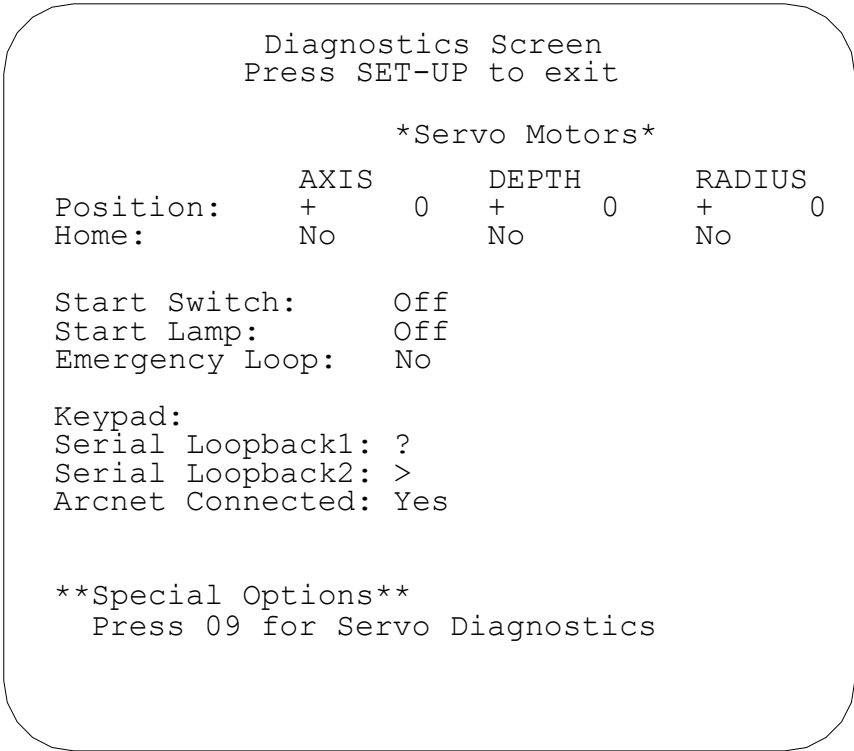 Diagnostics Screen
Press SET-UP to exit
*Servo Motors*
AXIS DEPTH RADIUS
Position: + 0 + 0 + 0
Home: No No No
Start Switch: Off
Start Lamp: Off
Emergency Loop: No
Keypad:
Serial Loopback1: ?
Serial Loopback2: >
Arcnet Connected: Yes
**Special Options**
Press 09 for Servo Diagnostics